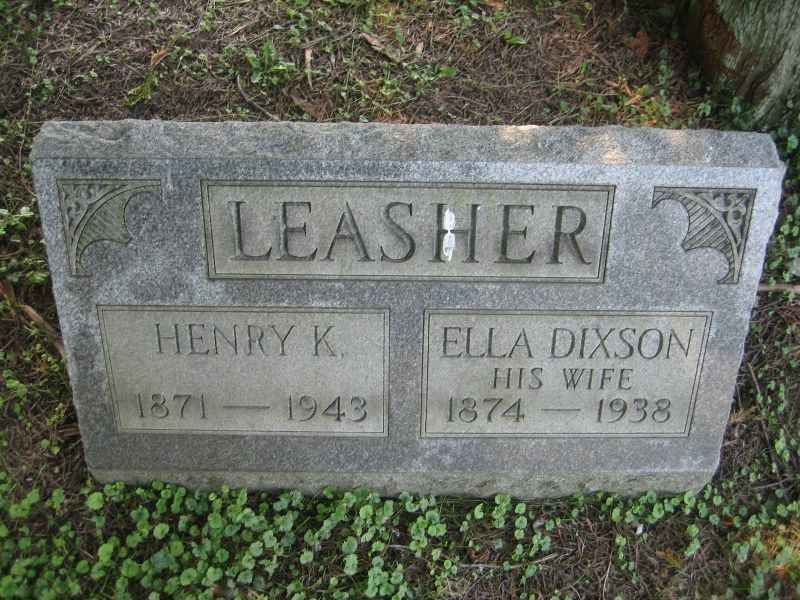 LEASHER
HENRY K.
1871 — 1943
ELLA DIXSON
HIS WIFE
1874 — 1938